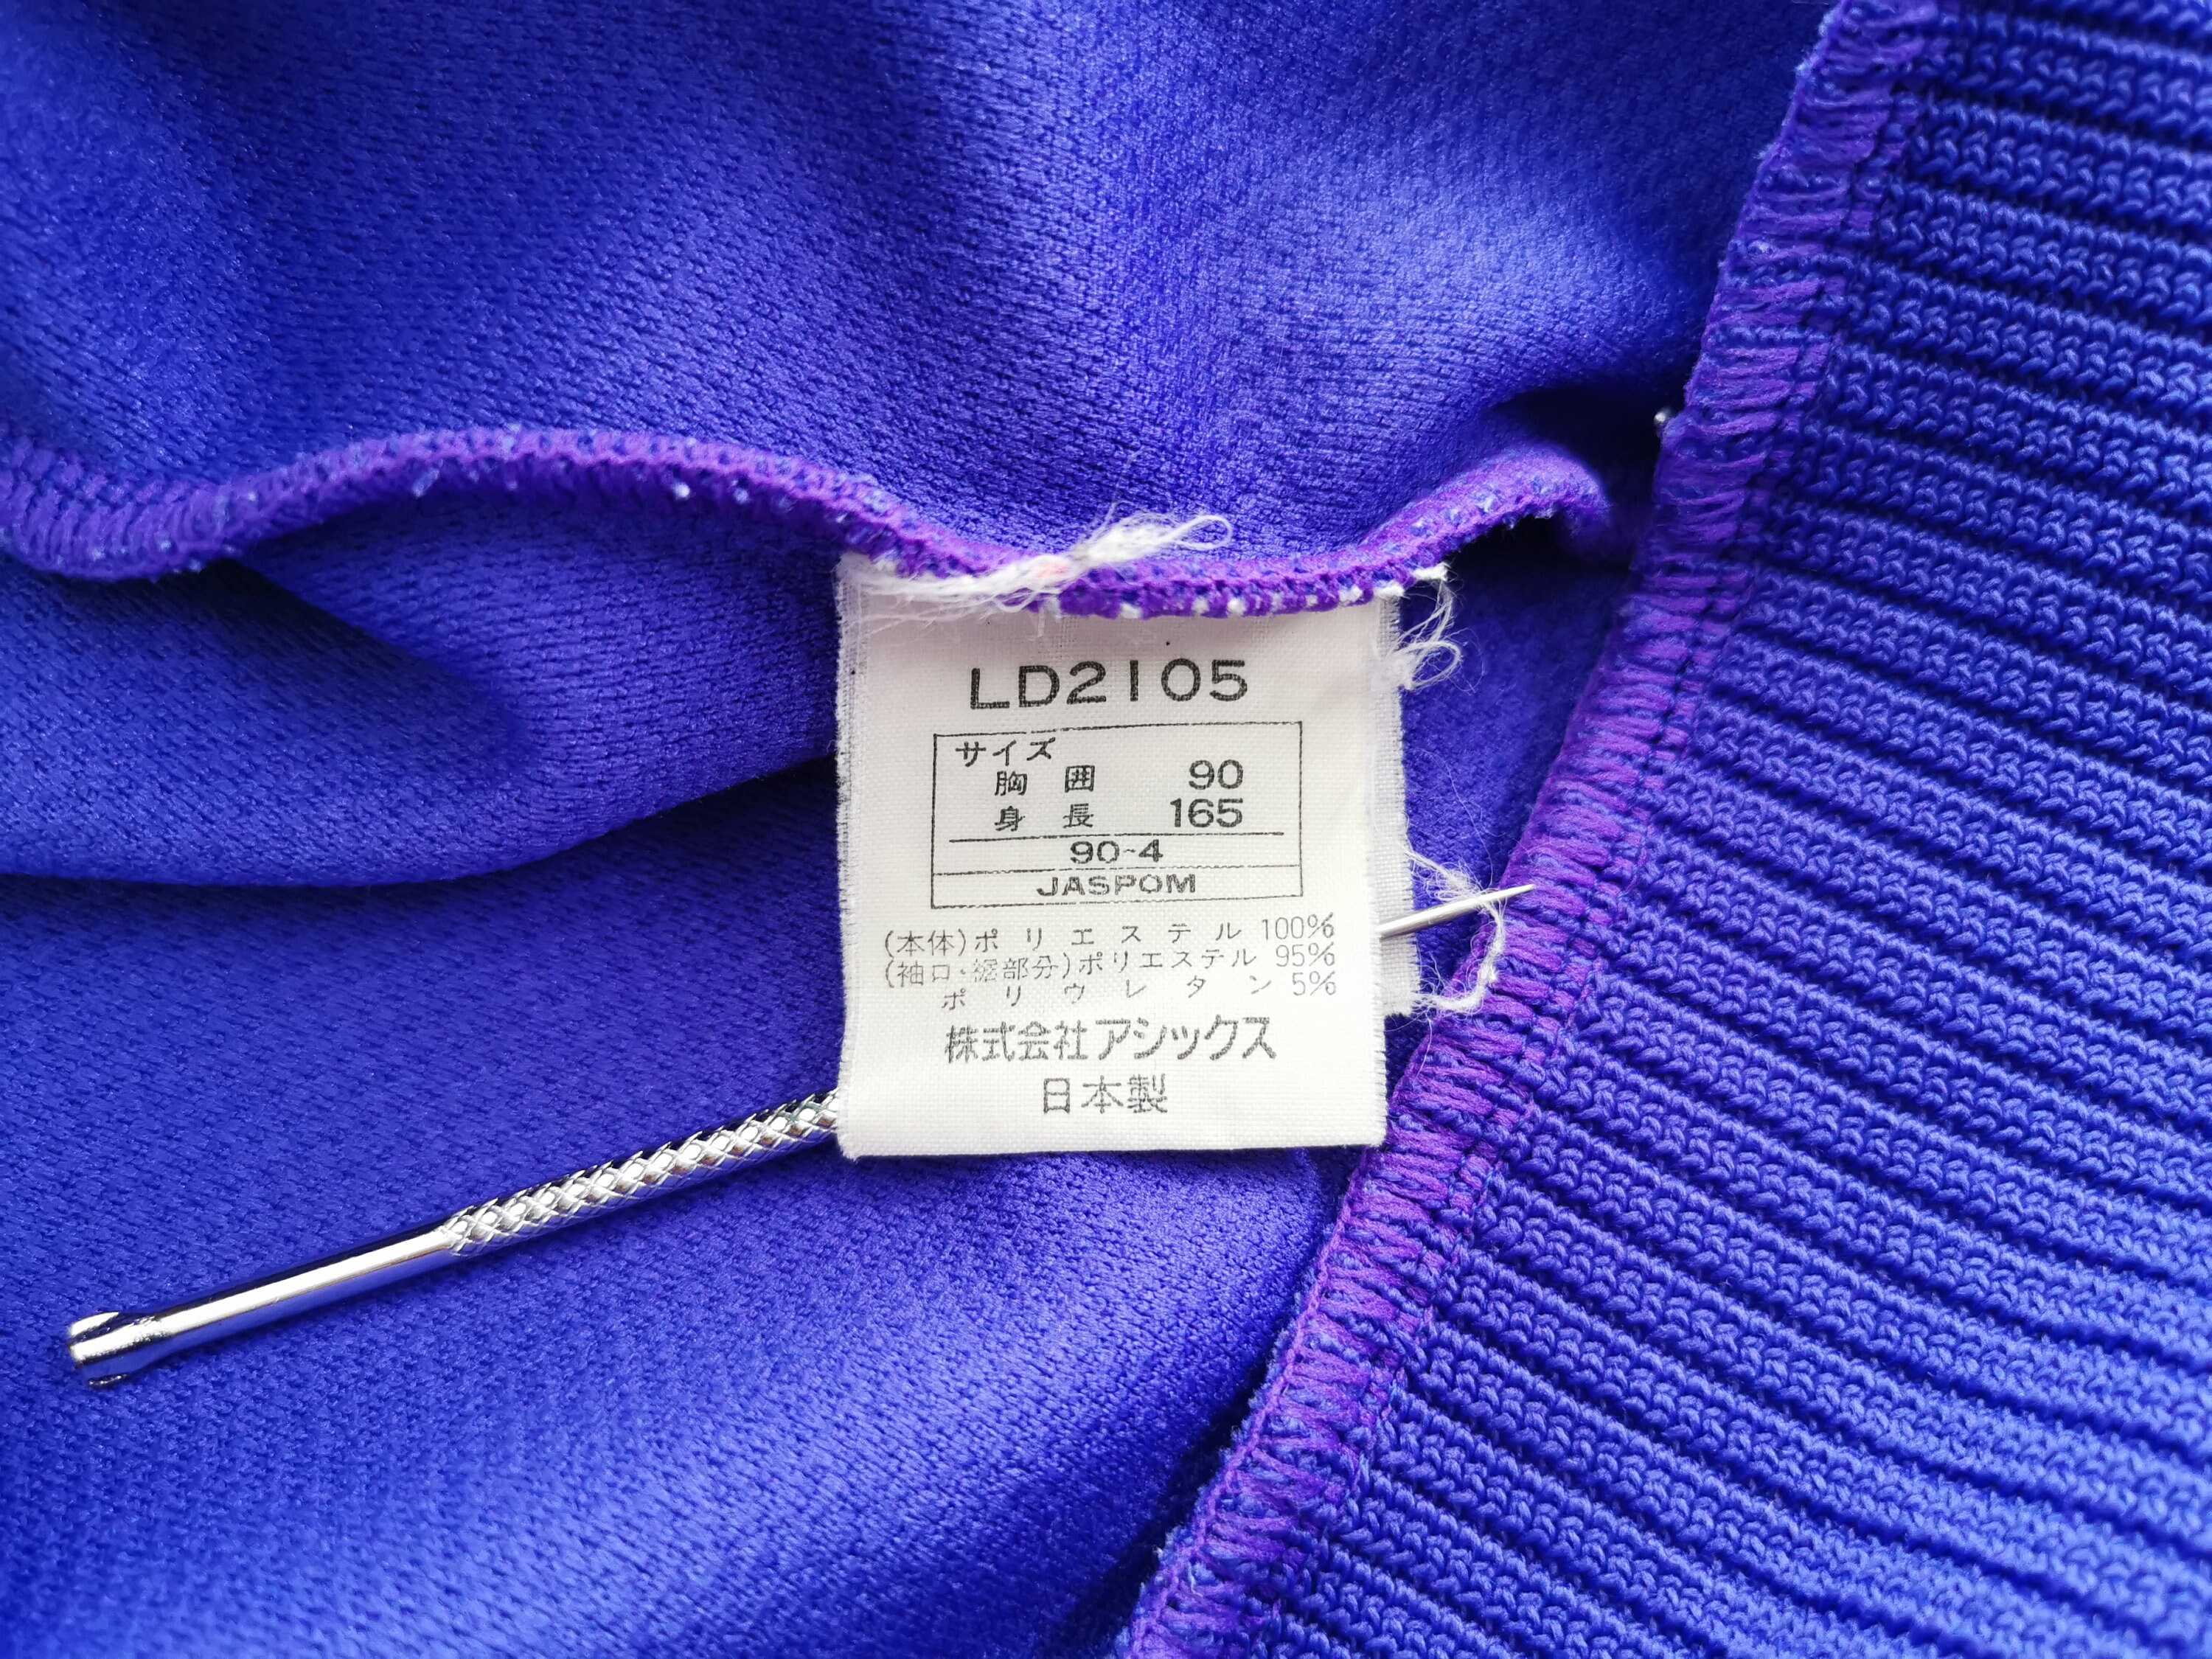 LD2105
サイズ
胸囲 90
身長 165
90-4
JASPOM
(本体)ポリエステル 100%
(袖口・裾部分)ポリエステル 95%
ポリウレタン 5%
株式会社アシックス
日本製